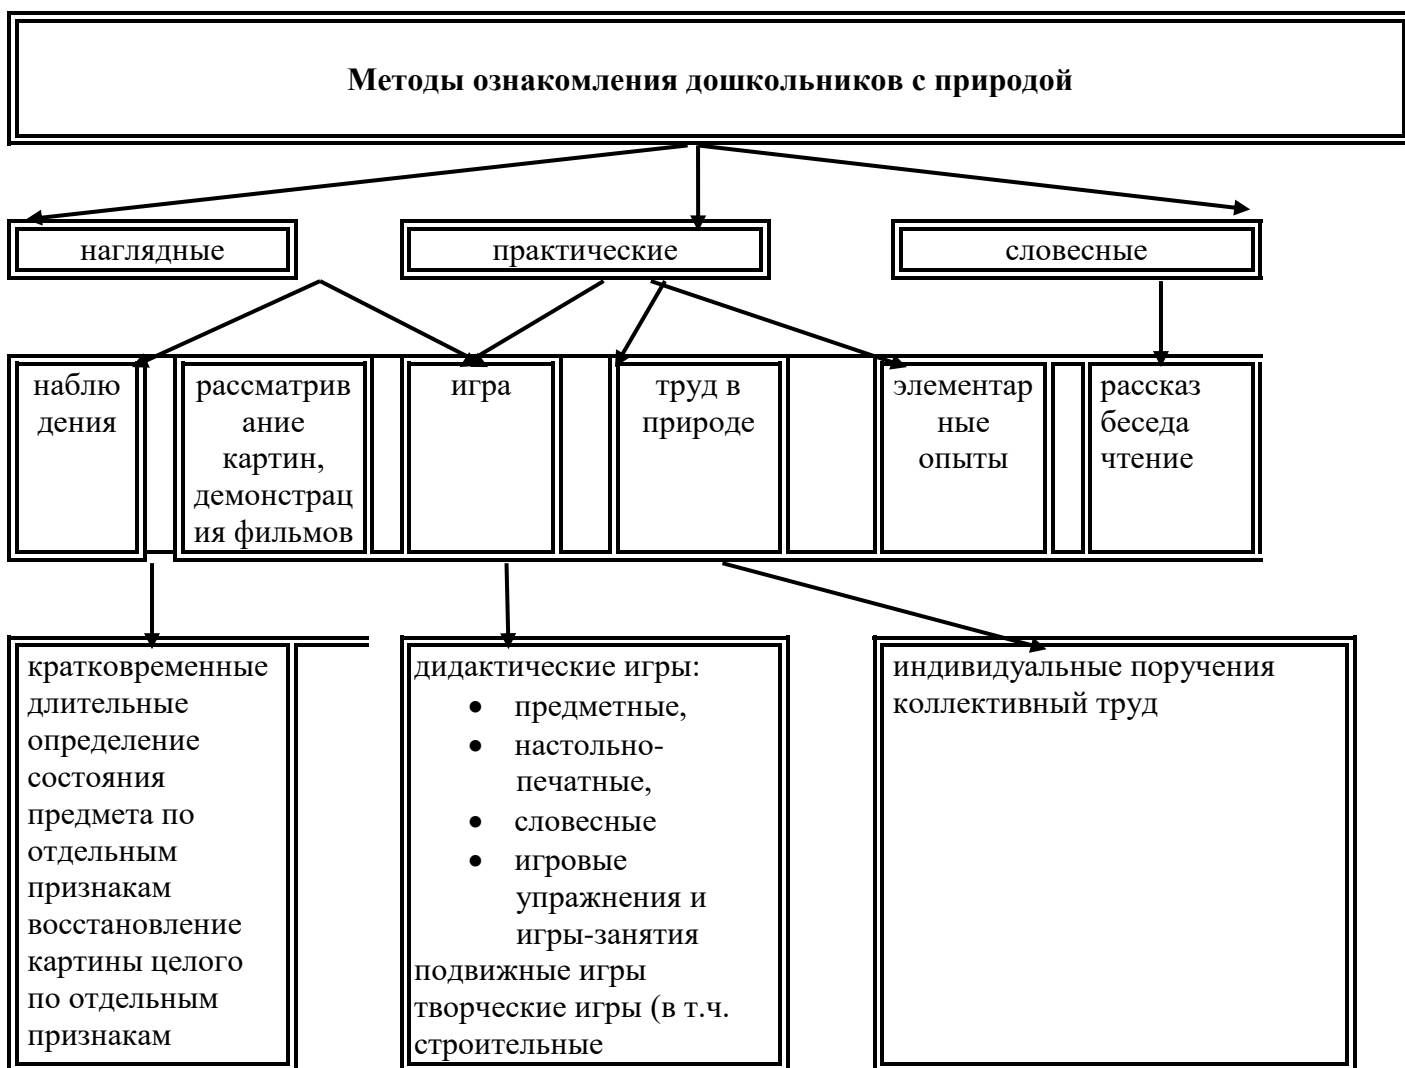 Методы ознакомления дошкольников с природой
наглядные
практические
словесные
наблю
дения
рассматрив
ание
картин,
демонстрац
ия фильмов
игра
труд в
природе
элементар
ные
опыты
рассказ
беседа
чтение
кратковременные
длительные
определение
состояния
предмета по
отдельным
признакам
восстановление
картины целого
по отдельным
признакам
дидактические игры:
• предметные,
• настольно-
печатные,
• словесные
• игровые
упражнения и
игры-занятия
подвижные игры
творческие игры (в т.ч.
строительные
индивидуальные поручения
коллективный труд